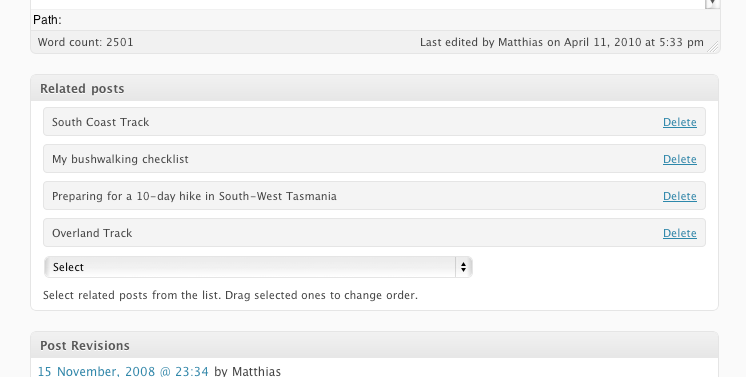 Path:
Word count: 2501 Last edited by Matthias on April 11, 2010 at 5:33 pm
Related posts
South Coast Track Delete
My bushwalking checklist Delete
Preparing for a 10-day hike in South-West Tasmania Delete
Overland Track Delete
Select
Select related posts from the list. Drag selected ones to change order.
Post Revisions
15 November, 2008 @ 23:34 by Matthias